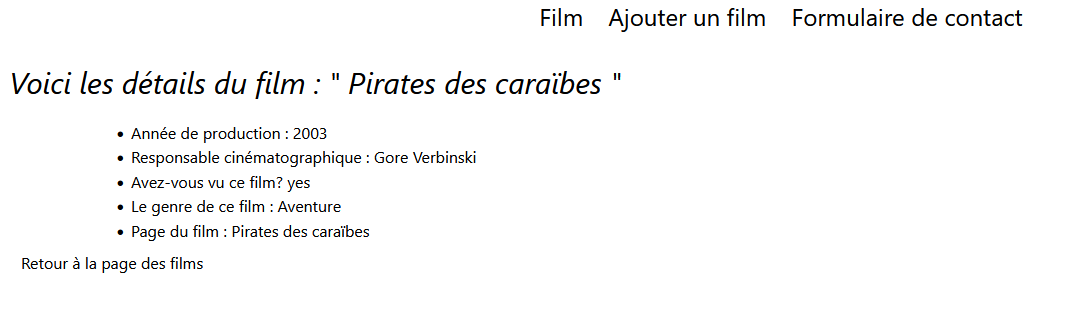 Film Ajouter un film Formulaire de contact
Voici les détails du film : " Pirates des caraïbes "
• Année de production : 2003
• Responsable cinématographique : Gore Verbinski
• Avez-vous vu ce film? yes
• Le genre de ce film : Aventure
• Page du film : Pirates des caraïbes
Retour à la page des films